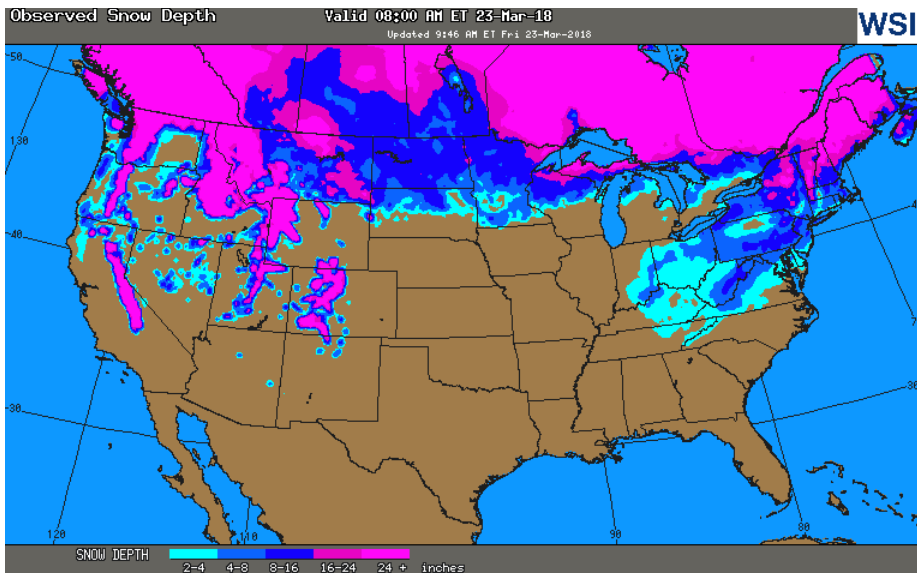 Observed Snow Depth Valid 08:00 AM ET 23-Mar-18 WSI
Updated 9:46 AM ET Fri 23-Mar-2018
50
130
40
30
30
120
110
90
80
SNOW DEPTH
2-4 4-8 8-16 16-24 24 + inches